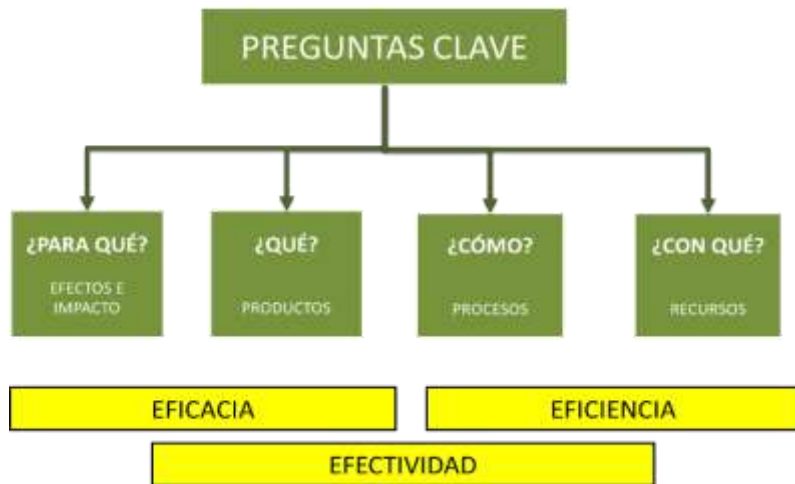 PREGUNTAS CLAVE
¿PARA QUÉ?
EFECTOS E
IMPACTO
¿QUÉ?
PRODUCTOS
¿CÓMO?
PROCESOS
¿CON QUÉ?
RECURSOS
EFICACIA
EFICIENCIA
EFECTIVIDAD